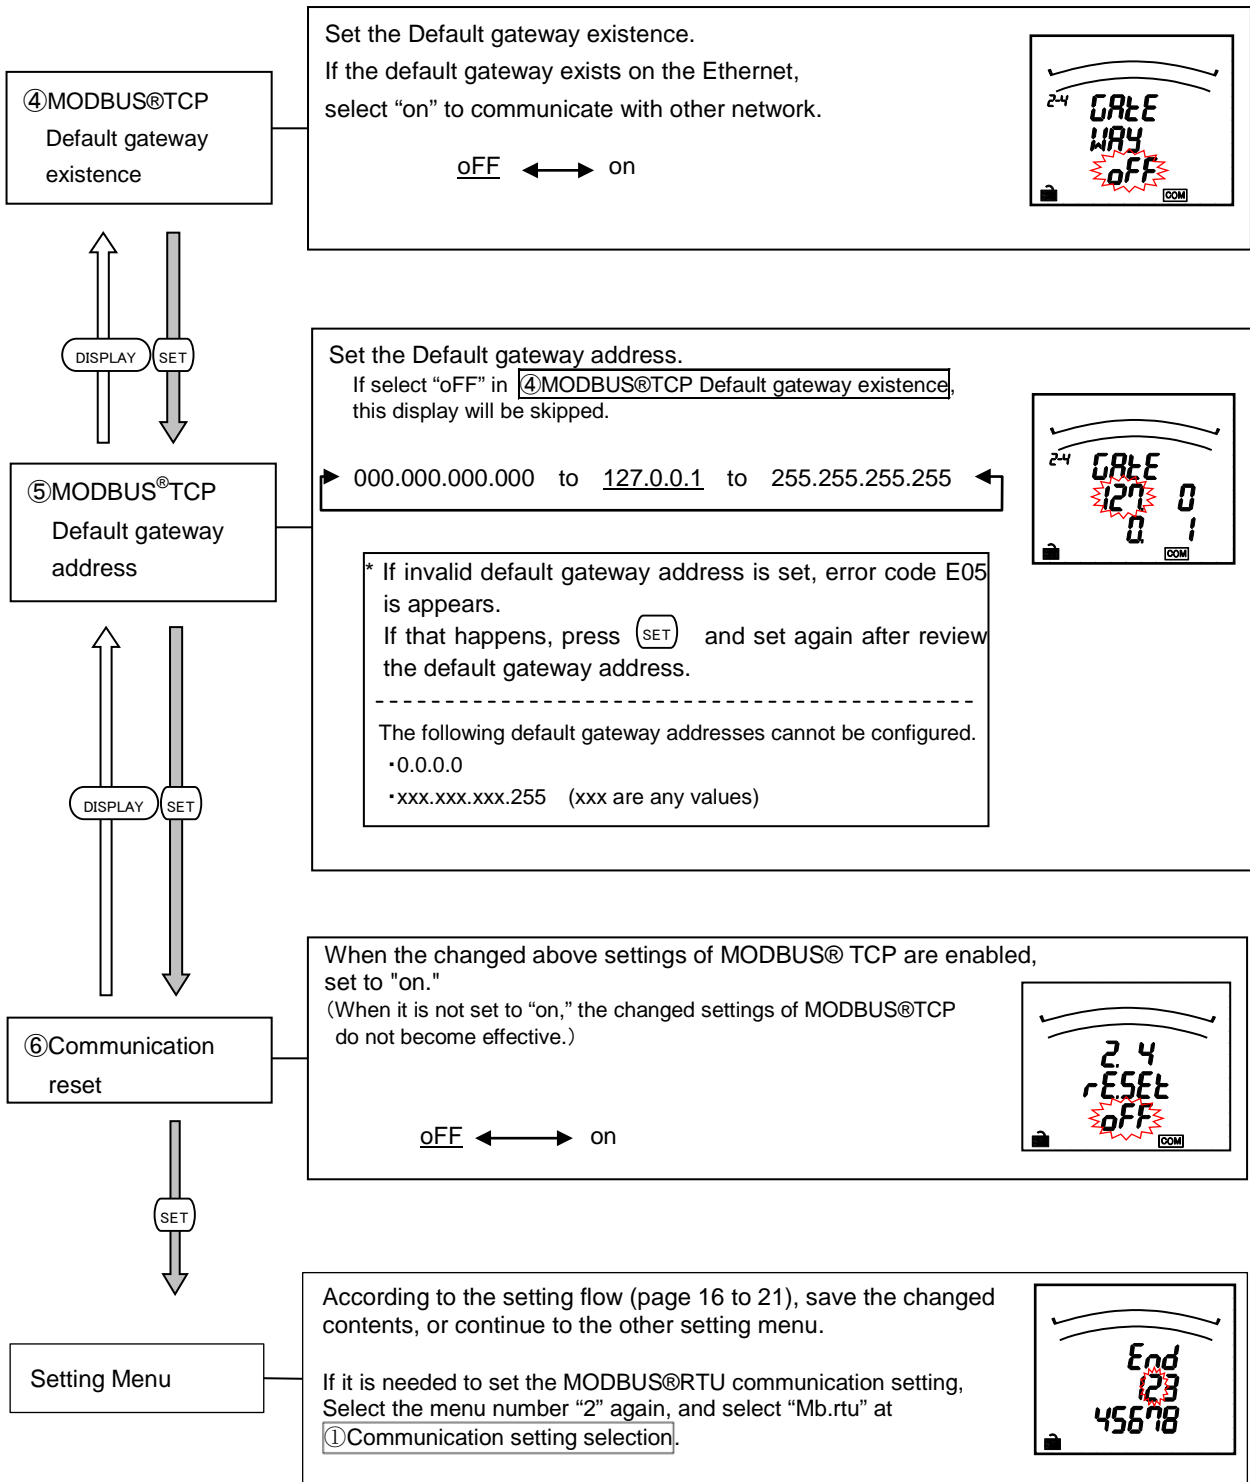 ④MODBUS®TCP
Default gateway
existence
Set the Default gateway existence.
If the default gateway exists on the Ethernet,
select “on” to communicate with other network.
oFF on
2-4 GAtE
WAY
oFF
COM
DISPLAY SET
⑤MODBUS®TCP
Default gateway
address
Set the Default gateway address.
If select “oFF” in ④MODBUS®TCP Default gateway existence,
this display will be skipped.
000.000.000.000 to 127.0.0.1 to 255.255.255.255
* If invalid default gateway address is set, error code E05
is appears.
If that happens, press SET and set again after review
the default gateway address.
The following default gateway addresses cannot be configured.
・0.0.0.0
・xxx.xxx.xxx.255 (xxx are any values)
2-4 GAtE
127. 0
0. 1
COM
DISPLAY SET
⑥Communication
reset
When the changed above settings of MODBUS® TCP are enabled,
set to "on."
(When it is not set to “on,” the changed settings of MODBUS®TCP
do not become effective.)
oFF on
2. 4
rE.SEt
oFF
COM
SET
Setting Menu
According to the setting flow (page 16 to 21), save the changed
contents, or continue to the other setting menu.
If it is needed to set the MODBUS®RTU communication setting,
Select the menu number “2” again, and select “Mb.rtu” at
①Communication setting selection.
End
123
45678